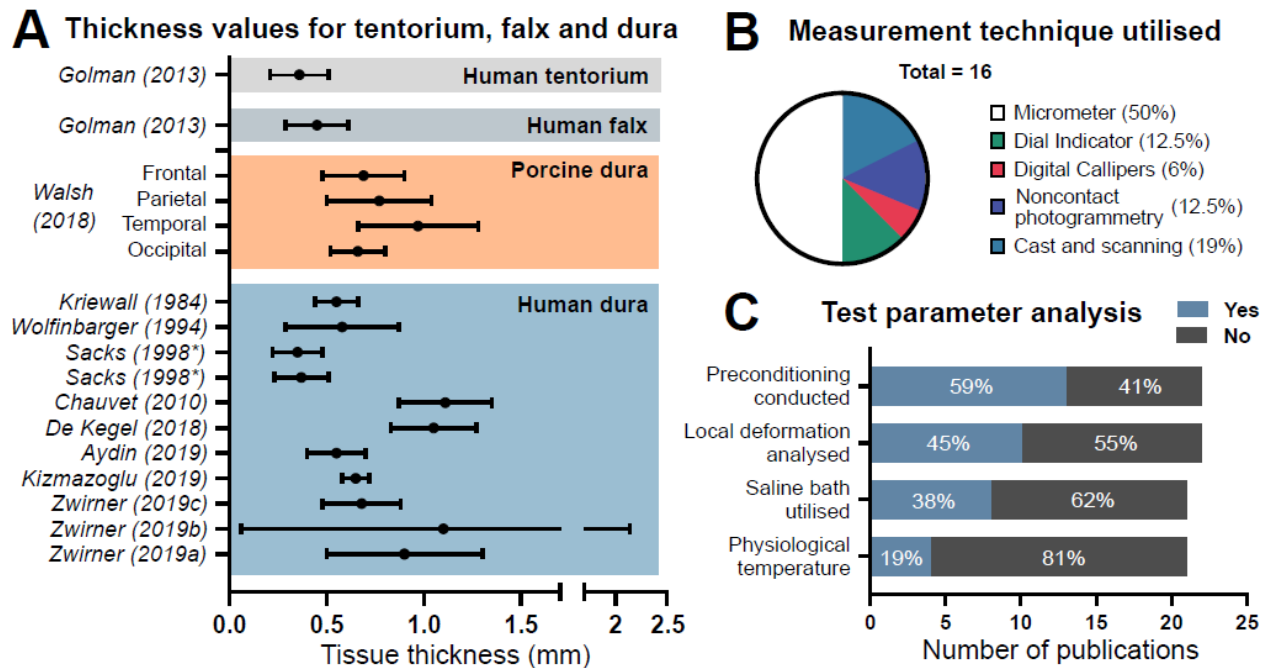 A Thickness values for tentorium, falx and dura
Golman (2013)
Human tentorium
Golman (2013)
Human falx
Walsh
(2018)
Frontal
Parietal
Temporal
Occipital
Porcine dura
Human dura
Kriewall (1984)
Wolfinbarger (1994)
Sacks (1998*)
Sacks (1998*)
Chauvet (2010)
De Kegel (2018)
Aydin (2019)
Kizmazoglu (2019)
Zwirner (2019c)
Zwirner (2019b)
Zwirner (2019a)
0.0 0.5 1.0 1.5 2 2.5
Tissue thickness (mm)
B Measurement technique utilised
Total = 16
Micrometer (50%)
Dial Indicator (12.5%)
Digital Callipers (6%)
Noncontact
photogrammetry (12.5%)
Cast and scanning (19%)
C Test parameter analysis
Yes
No
Preconditioning
conducted
59% 41%
Local deformation
analysed
45% 55%
Saline bath
utilised
38% 62%
Physiological
temperature
19% 81%
0 5 10 15 20 25
Number of publications